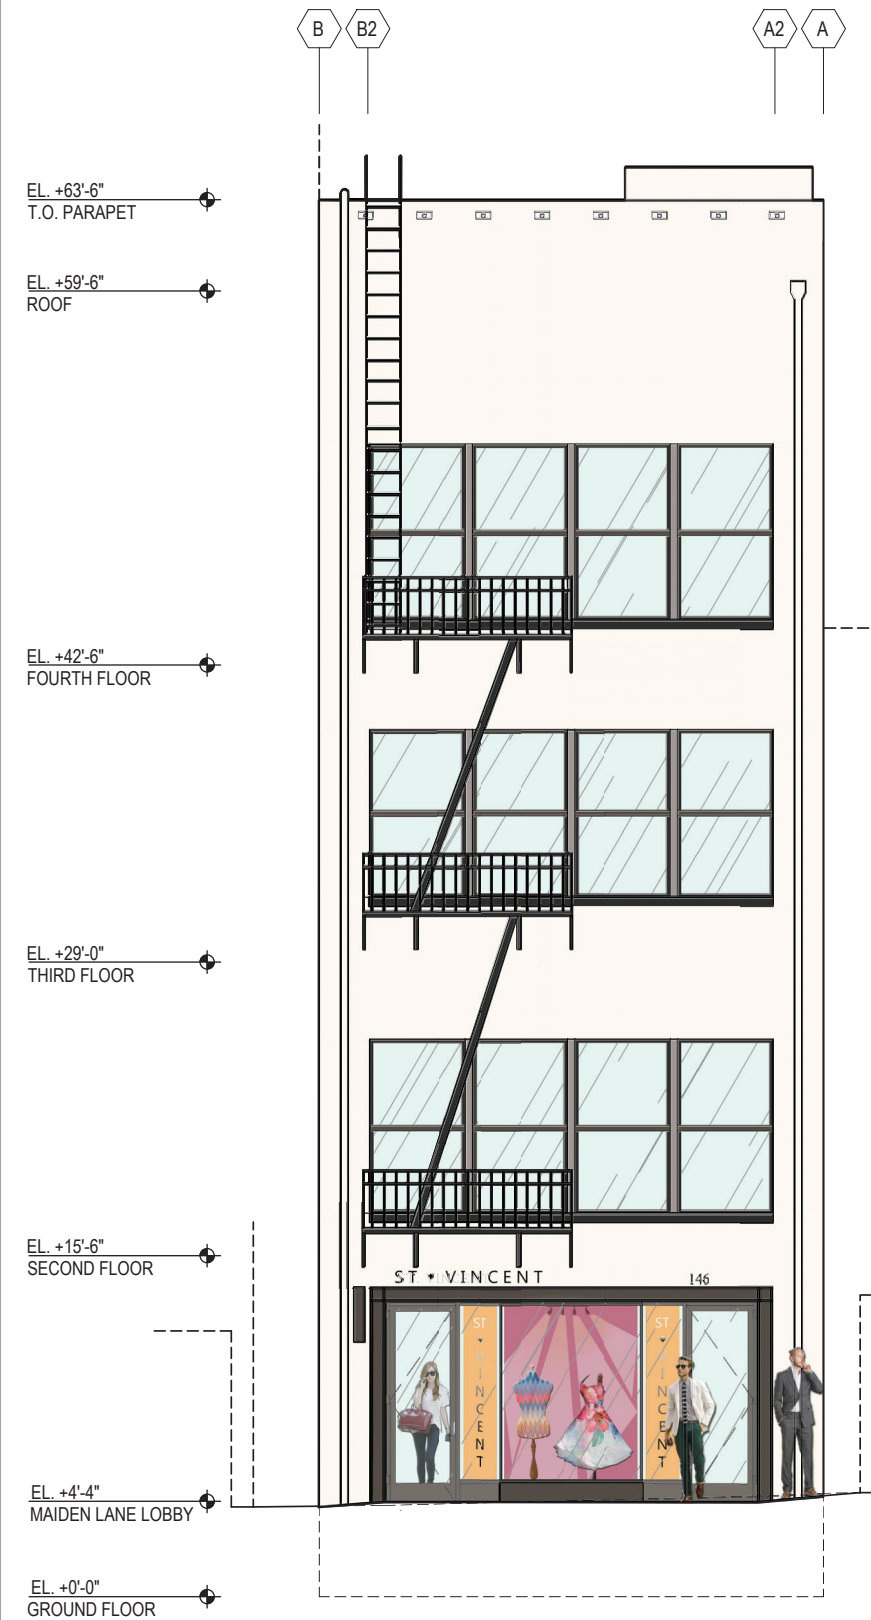 B B2 A2 A
EL. +63'-6"
T.O. PARAPET
EL. +59'-6"
ROOF
EL. +42'-6"
FOURTH FLOOR
EL. +29'-0"
THIRD FLOOR
EL. +15'-6"
SECOND FLOOR
ST VINCENT 146
ST VINCENT
ST VINCENT
EL. +4'-4"
MAIDEN LANE LOBBY
EL. +0'-0"
GROUND FLOOR